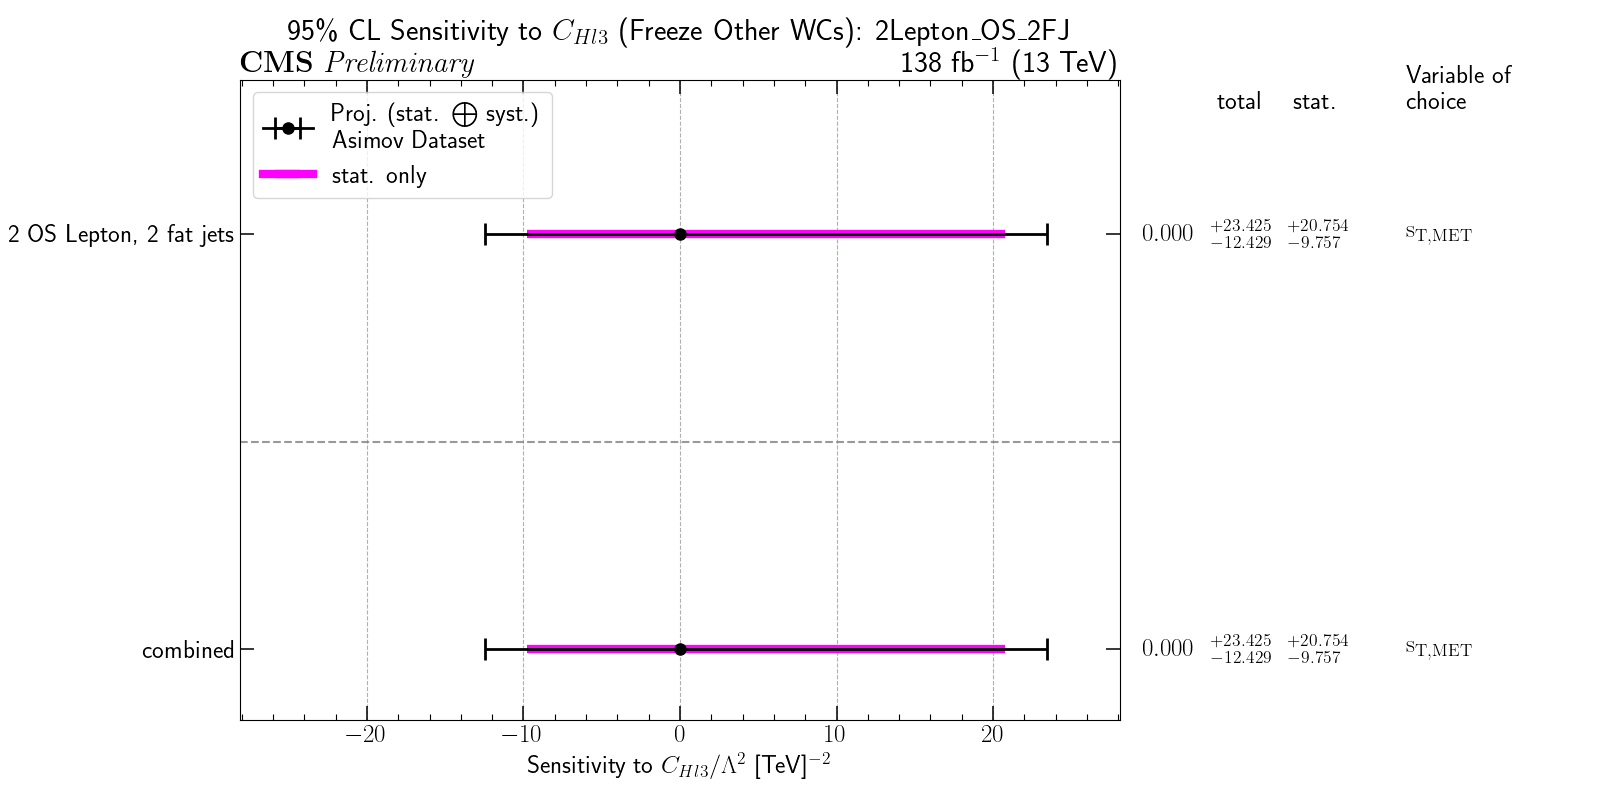 95% CL Sensitivity to C_{Hl3} (Freeze Other WCs): 2Lepton_OS_2FJ
CMS Preliminary 138 fb^{-1} (13 TeV)
Proj. (stat. ⊕ syst.)
Asimov Dataset
stat. only
total stat. Variable of
choice
2 OS Lepton, 2 fat jets 0.000 +23.425 +20.754 s_{T,MET}
−12.429 −9.757
combined 0.000 +23.425 +20.754 s_{T,MET}
−12.429 −9.757
−20 −10 0 10 20
Sensitivity to C_{Hl3}/Λ^2 [TeV]^{−2}